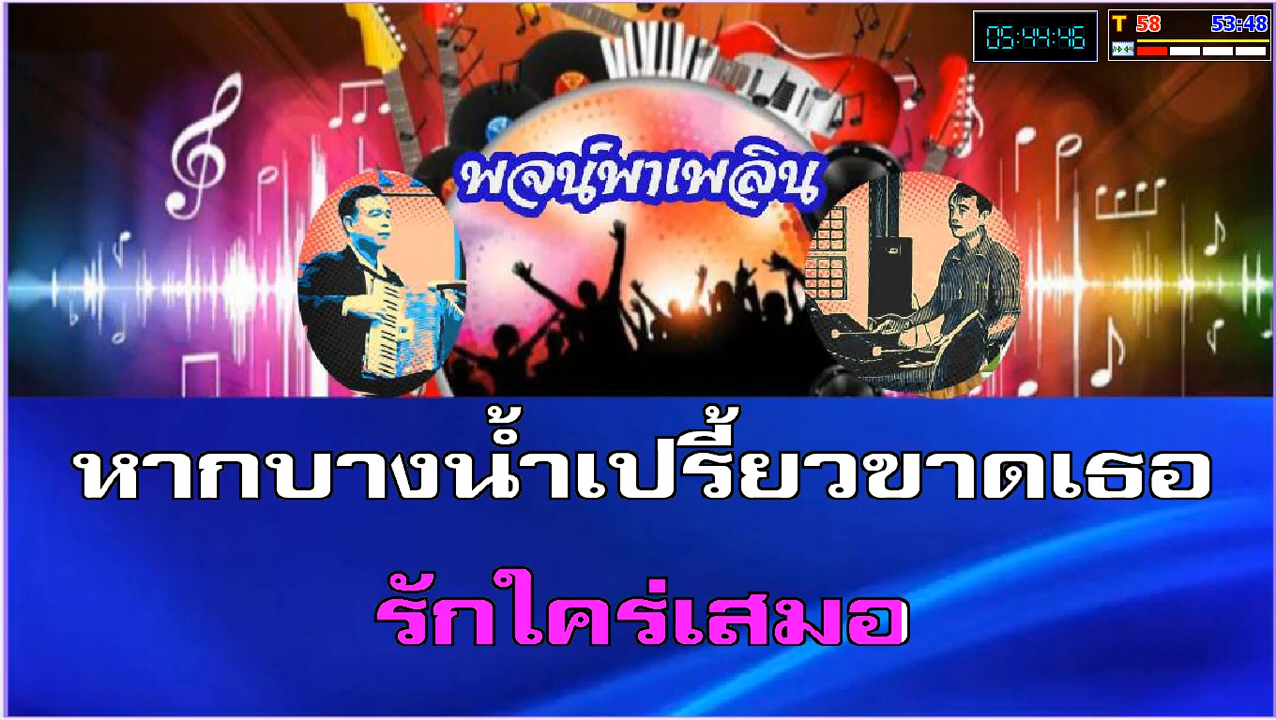 05:44:46
T 58 53:48
พจน์พาเพลิน
หากบางน้ำเปรี้ยวขาดเธอ
รักใคร่เสมอ